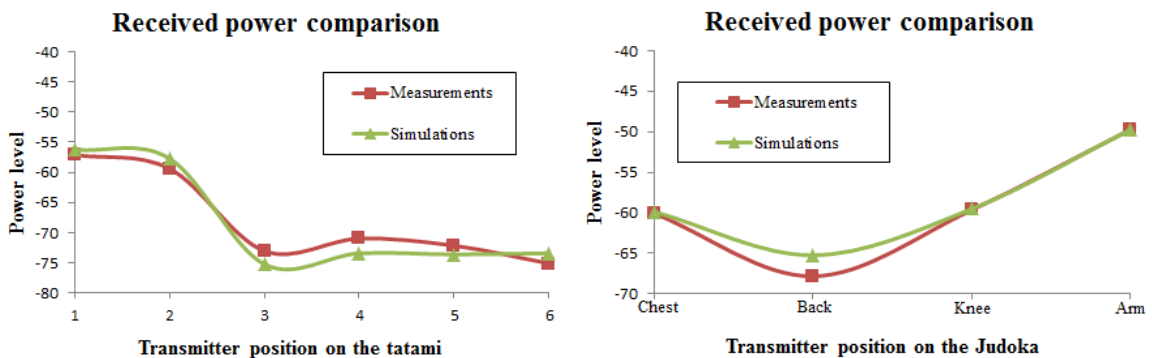 Received power comparison
-40
-45
-50
-55
-60
-65
-70
-75
-80
Power level
Measurements
Simulations
1 2 3 4 5 6
Transmitter position on the tatami
Received power comparison
-40
-50
-60
-65
-70
Power level
Measurements
Simulations
Chest Back Knee Arm
Transmitter position on the Judoka